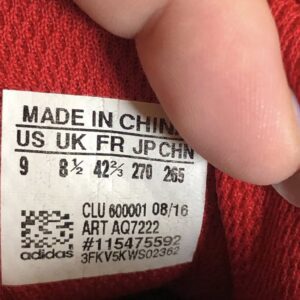 MADE IN CHINA
US UK FR JP CHN
9 8½ 42⅔ 270 265
CLU 600001 08/16
ART AQ7222
#115475592
adidas 3FKV5KWS02362